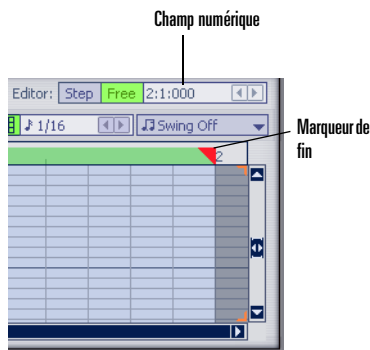 Champ numérique
Editor: Step Free 2:1:000
1/16 Swing Off
Marqueur de
fin
2